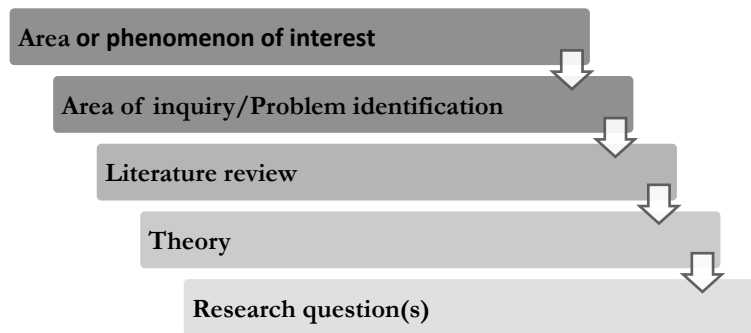 Area or phenomenon of interest
Area of inquiry/Problem identification
Literature review
Theory
Research question(s)